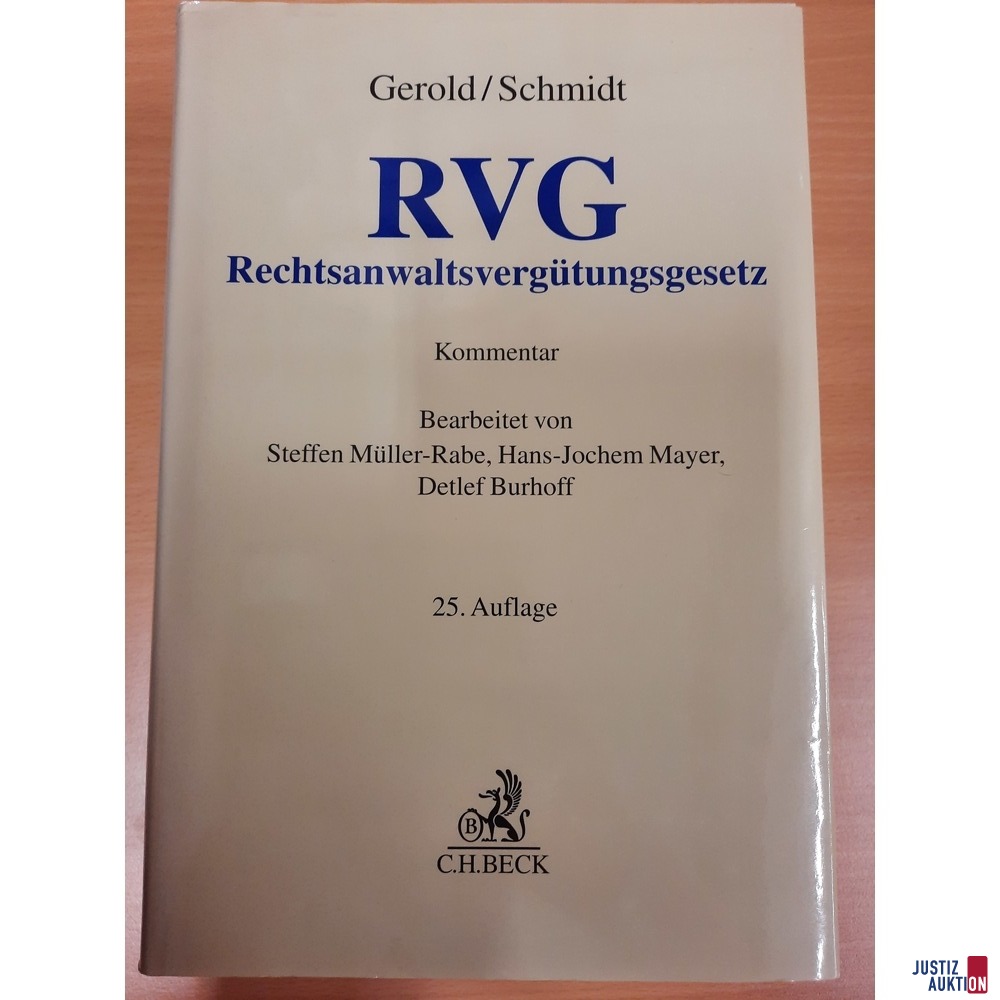 Gerold / Schmidt
RVG
Rechtsanwaltsvergütungsgesetz
Kommentar
Bearbeitet von
Steffen Müller-Rabe, Hans-Jochem Mayer,
Detlef Burhoff
25. Auflage
B
C.H.BECK
JUSTIZ
AUKTION